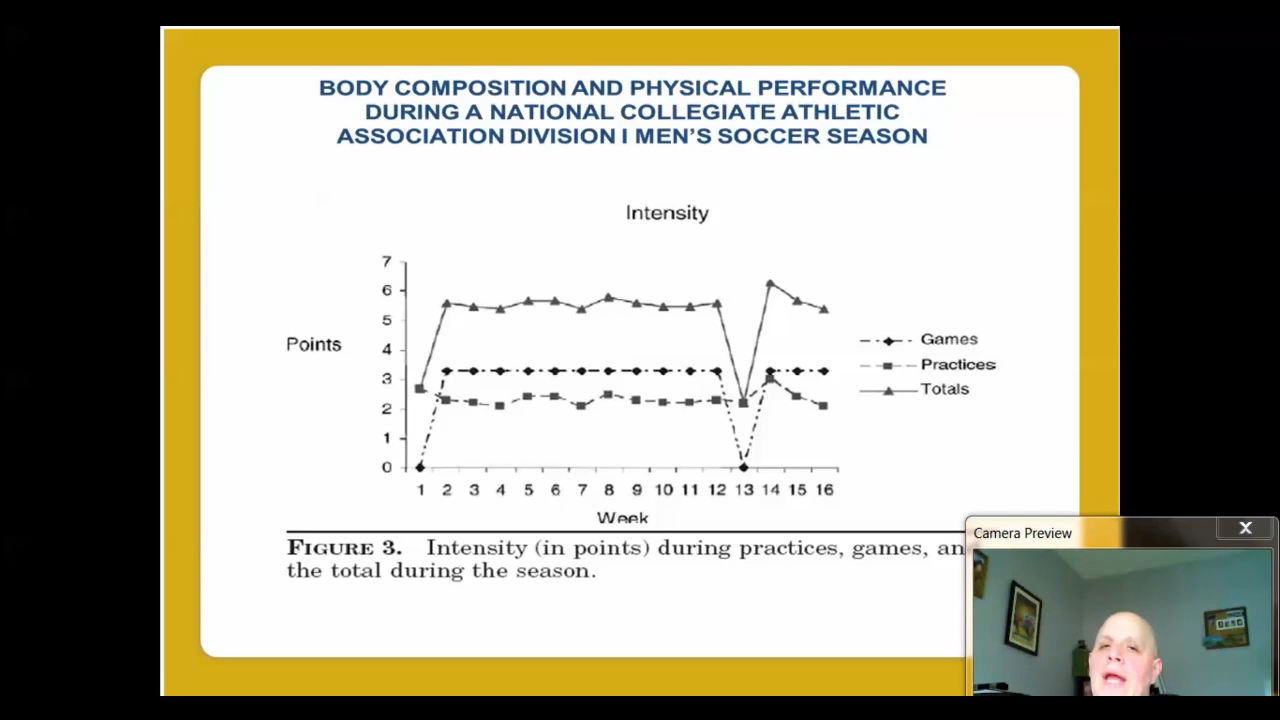 BODY COMPOSITION AND PHYSICAL PERFORMANCE
DURING A NATIONAL COLLEGIATE ATHLETIC
ASSOCIATION DIVISION I MEN'S SOCCER SEASON
Intensity
7
6
5
4
3
2
1
0
Points
1 2 3 4 5 6 7 8 9 10 11 12 13 14 15 16
Week
Games
Practices
Totals
FIGURE 3. Intensity (in points) during practices, games, an
the total during the season.
Camera Preview
X